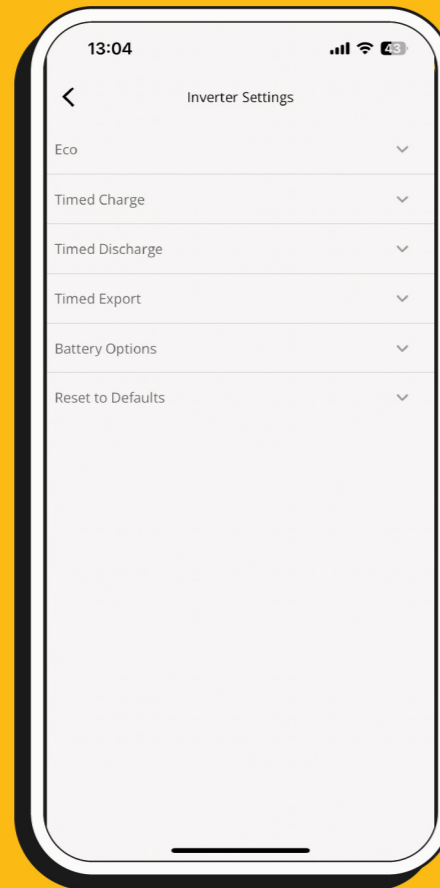 13:04
43
Inverter Settings
Eco
Timed Charge
Timed Discharge
Timed Export
Battery Options
Reset to Defaults